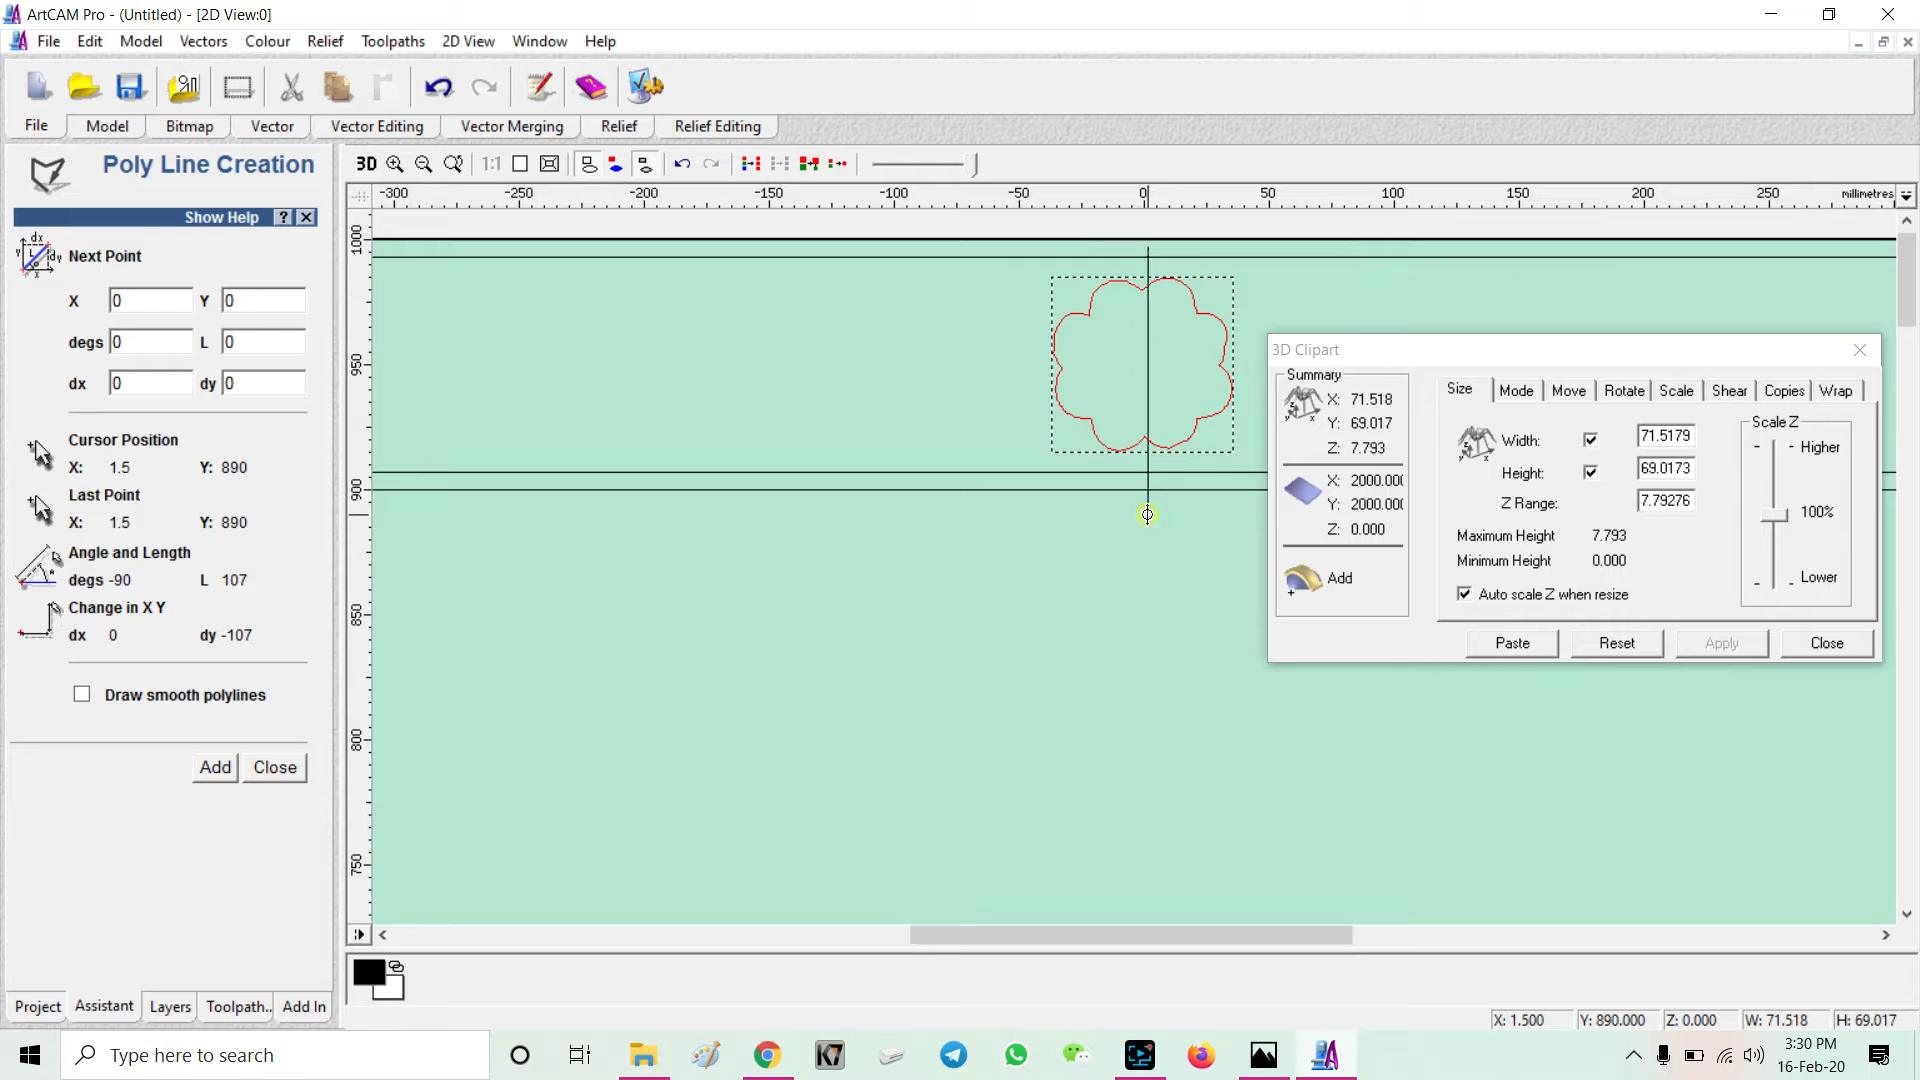 ArtCAM Pro - (Untitled) - [2D View:0]
File Edit Model Vectors Colour Relief Toolpaths 2D View Window Help
File Model Bitmap Vector Vector Editing Vector Merging Relief Relief Editing
Poly Line Creation
Show Help ?
Next Point
X 0 Y 0
degs 0 L 0
dx 0 dy 0
Cursor Position
X: 1.5 Y: 890
Last Point
X: 1.5 Y: 890
Angle and Length
degs -90 L 107
Change in X Y
dx 0 dy -107
Draw smooth polylines
Add Close
Project Assistant Layers Toolpath.. Add In
3D 1:1
-300 -250 -200 -150 -100 -50 0 50 100 150 200 250 millimetres
1000
950
900
850
800
750
3D Clipart
Summary
X: 71.518
Y: 69.017
Z: 7.793
X: 2000.00(
Y: 2000.00(
Z: 0.000
Add
Size Mode Move Rotate Scale Shear Copies Wrap
Width: 71.5179
Height: 69.0173
Z Range: 7.79276
Maximum Height 7.793
Minimum Height 0.000
Auto scale Z when resize
Scale Z
Higher
100%
Lower
Paste Reset Apply Close
X: 1.500 Y: 890.000 Z: 0.000 W: 71.518 H: 69.017
Type here to search
K7
3:30 PM
16-Feb-20